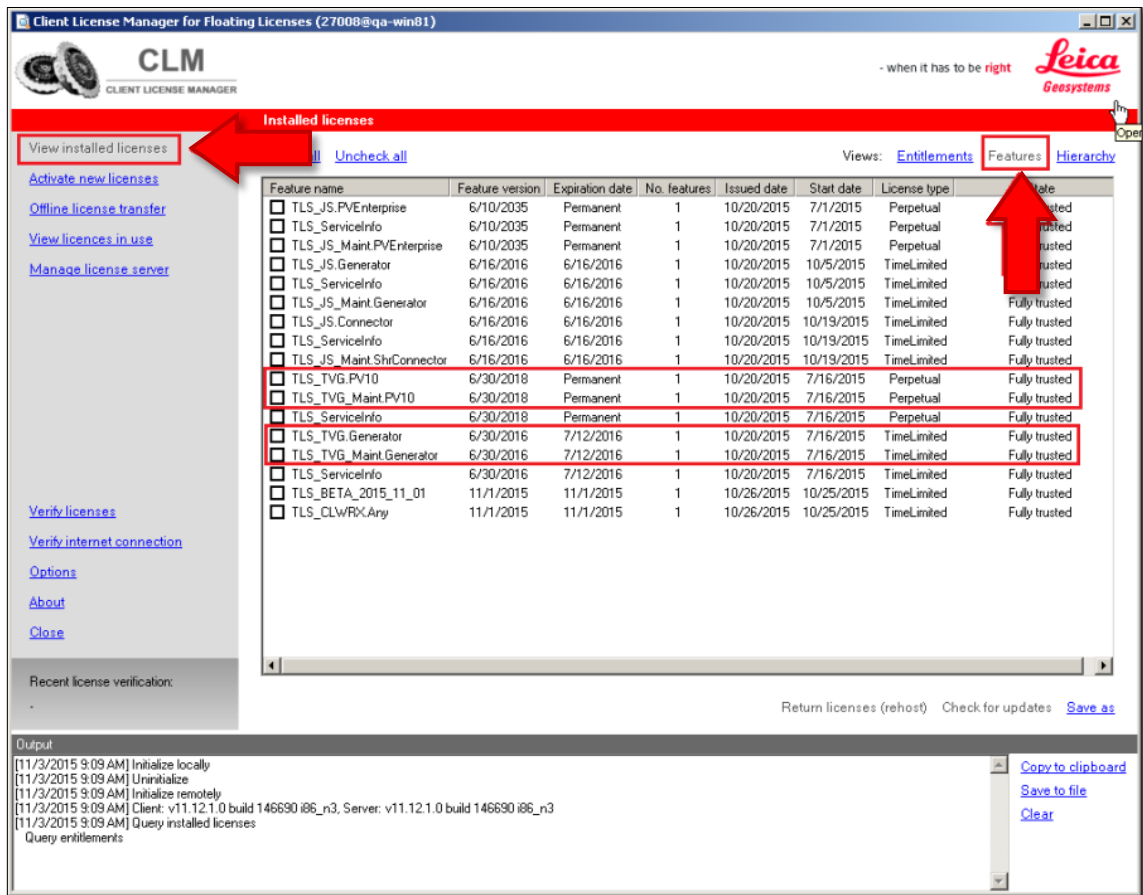 Client License Manager for Floating Licenses (27008@qa-win81)
CLM
CLIENT LICENSE MANAGER
- when it has to be right
Leica
Geosystems
Installed licenses
Open
View installed licenses
Activate new licenses
Offline license transfer
View licences in use
Manage license server
Uncheck all
Views: Entitlements Features Hierarchy
Feature name Feature version Expiration date No. features Issued date Start date License type
TLS_JS.PVEnterprise 6/10/2035 Permanent 1 10/20/2015 7/1/2015 Perpetual
TLS_ServiceInfo 6/10/2035 Permanent 1 10/20/2015 7/1/2015 Perpetual
TLS_JS_Maint.PVEnterprise 6/10/2035 Permanent 1 10/20/2015 7/1/2015 Perpetual
TLS_JS.Generator 6/16/2016 6/16/2016 1 10/20/2015 10/5/2015 TimeLimited
TLS_ServiceInfo 6/16/2016 6/16/2016 1 10/20/2015 10/5/2015 TimeLimited
TLS_JS_Maint.Generator 6/16/2016 6/16/2016 1 10/20/2015 10/5/2015 TimeLimited Fully trusted
TLS_JS.Connector 6/16/2016 6/16/2016 1 10/20/2015 10/19/2015 TimeLimited Fully trusted
TLS_ServiceInfo 6/16/2016 6/16/2016 1 10/20/2015 10/19/2015 TimeLimited Fully trusted
TLS_JS_Maint.ShrConnector 6/16/2016 6/16/2016 1 10/20/2015 10/19/2015 TimeLimited Fully trusted
TLS_TVG.PV10 6/30/2018 Permanent 1 10/20/2015 7/16/2015 Perpetual Fully trusted
TLS_TVG_Maint.PV10 6/30/2018 Permanent 1 10/20/2015 7/16/2015 Perpetual Fully trusted
TLS_ServiceInfo 6/30/2018 Permanent 1 10/20/2015 7/16/2015 Perpetual Fully trusted
TLS_TVG.Generator 6/30/2016 7/12/2016 1 10/20/2015 7/16/2015 TimeLimited Fully trusted
TLS_TVG_Maint.Generator 6/30/2016 7/12/2016 1 10/20/2015 7/16/2015 TimeLimited Fully trusted
TLS_ServiceInfo 6/30/2016 7/12/2016 1 10/20/2015 7/16/2015 TimeLimited Fully trusted
TLS_BETA_2015_11_01 11/1/2015 11/1/2015 1 10/26/2015 10/25/2015 TimeLimited Fully trusted
TLS_CLWRX.Any 11/1/2015 11/1/2015 1 10/26/2015 10/25/2015 TimeLimited Fully trusted
Verify licenses
Verify internet connection
Options
About
Close
Recent license verification:
-
Return licenses (rehost) Check for updates Save as
Output
[11/3/2015 9:09 AM] Initialize locally
[11/3/2015 9:09 AM] Uninitialize
[11/3/2015 9:09 AM] Initialize remotely
[11/3/2015 9:09 AM] Client: v11.12.1.0 build 146690 i86_n3, Server: v11.12.1.0 build 146690 i86_n3
[11/3/2015 9:09 AM] Query installed licenses
Query entitlements
Copy to clipboard
Save to file
Clear